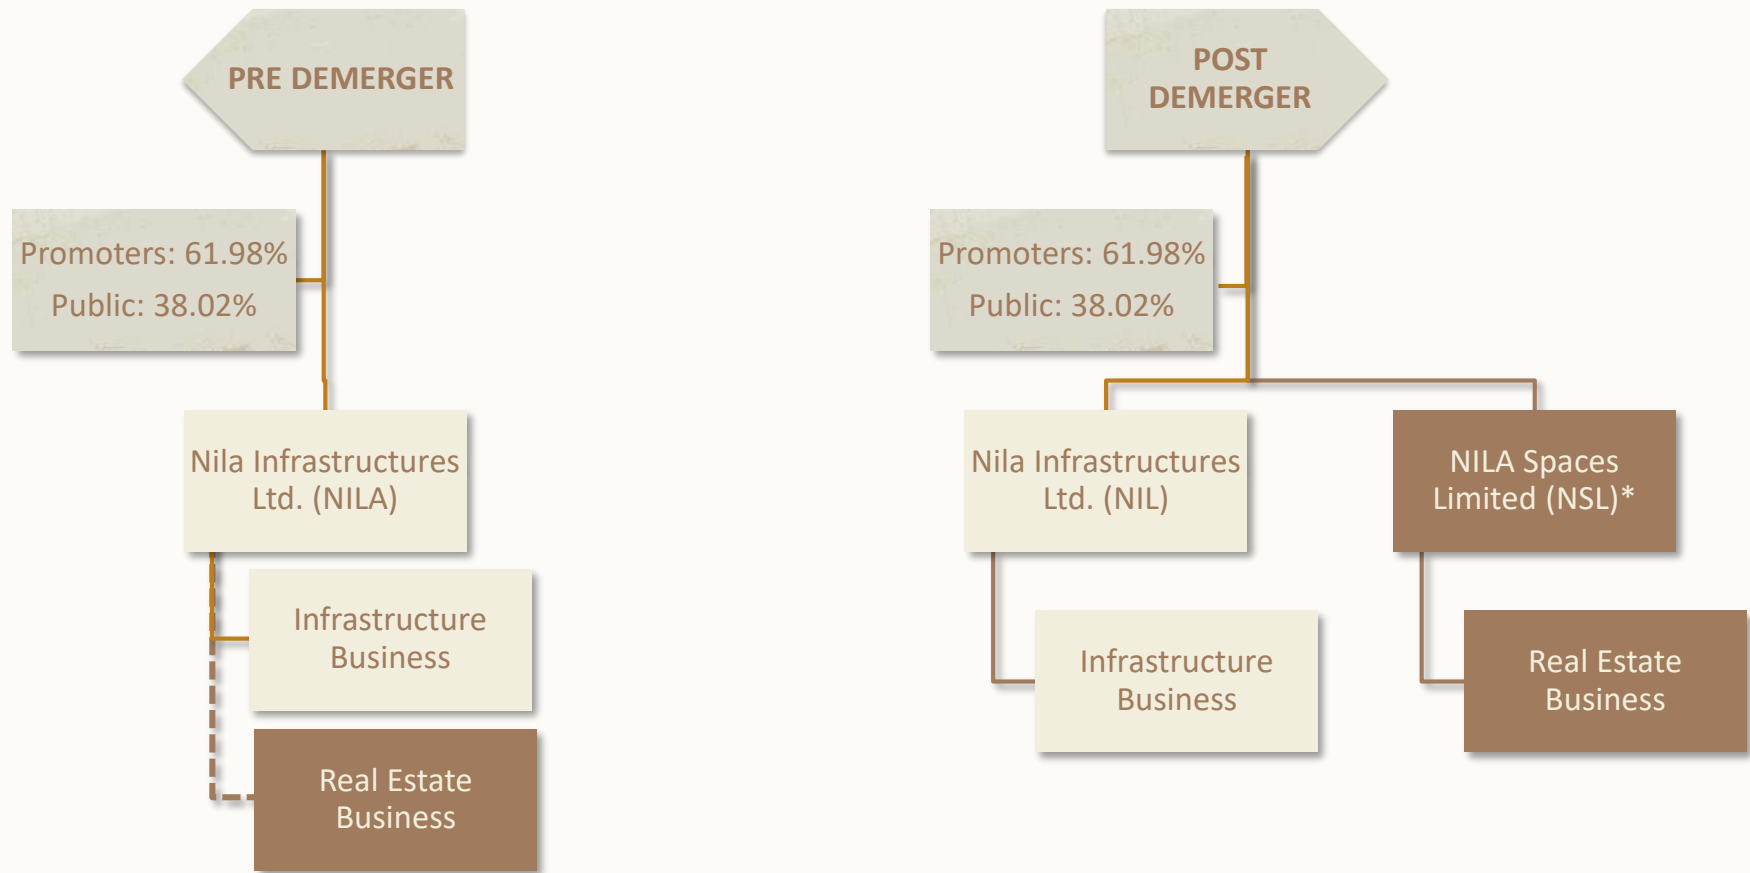 PRE DEMERGER
Promoters: 61.98%
Public: 38.02%
Nila Infrastructures
Ltd. (NILA)
Infrastructure
Business
Real Estate
Business
POST
DEMERGER
Promoters: 61.98%
Public: 38.02%
Nila Infrastructures
Ltd. (NIL)
NILA Spaces
Limited (NSL)*
Infrastructure
Business
Real Estate
Business